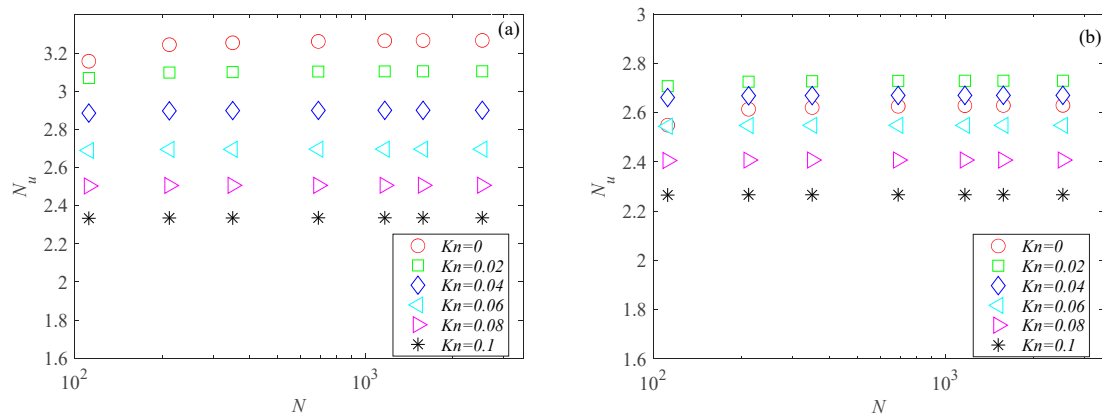 (a)
3.2
3
2.8
2.6
2.4
2.2
2
1.8
1.6
N_u
Kn=0
Kn=0.02
Kn=0.04
Kn=0.06
Kn=0.08
Kn=0.1
10^2
10^3
N
(b)
3
2.8
2.6
2.4
2.2
2
1.8
1.6
N_u
Kn=0
Kn=0.02
Kn=0.04
Kn=0.06
Kn=0.08
Kn=0.1
10^2
10^3
N